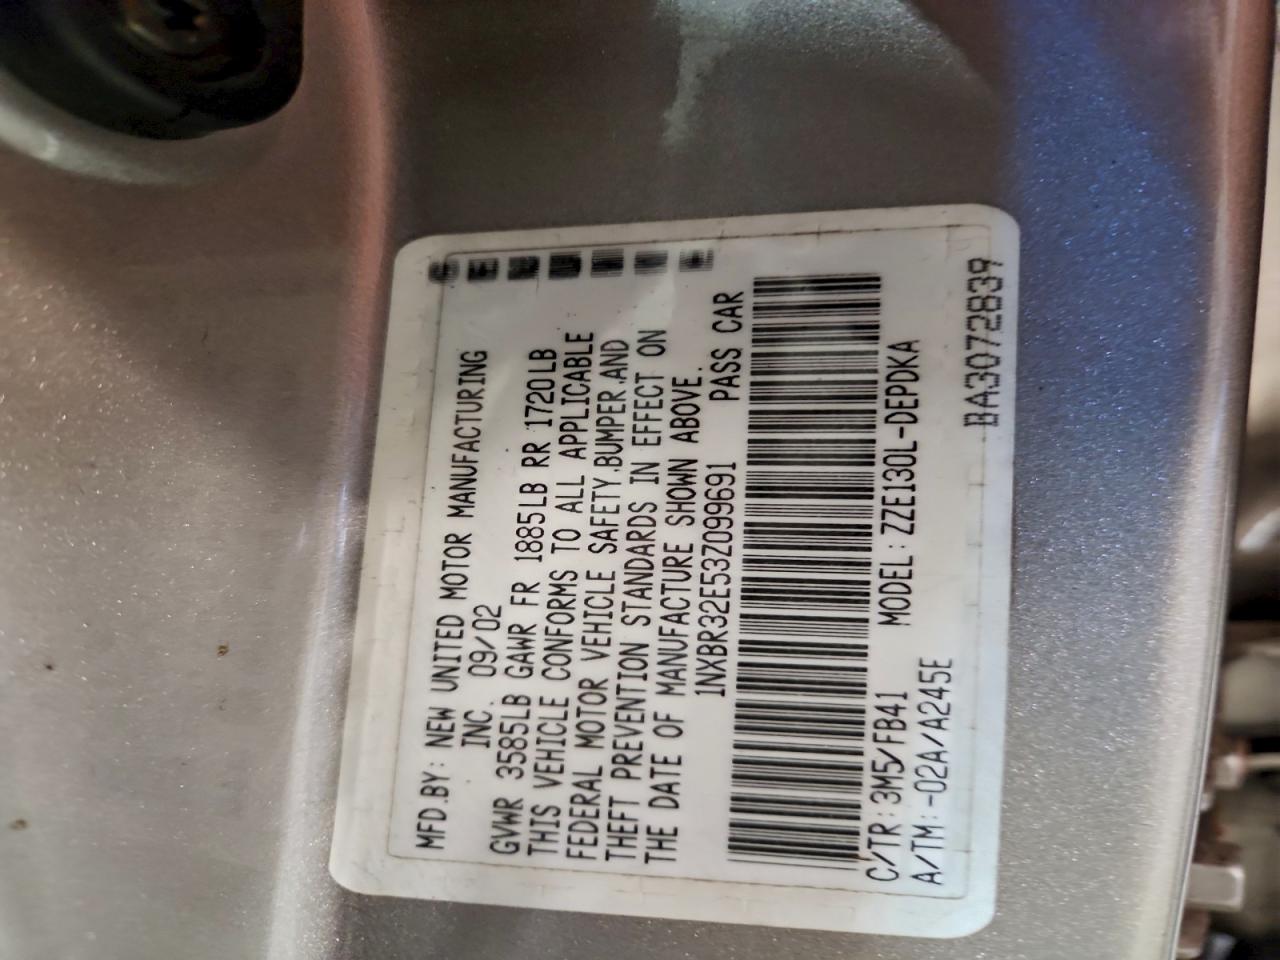 MFD.BY: NEW UNITED MOTOR MANUFACTURING
INC. 09/02
GVWR 3585LB GAWR FR 1885LB RR 1720LB
THIS VEHICLE CONFORMS TO ALL APPLICABLE
FEDERAL MOTOR VEHICLE SAFETY,BUMPER,AND
THEFT PREVENTION STANDARDS IN EFFECT ON
THE DATE OF MANUFACTURE SHOWN ABOVE.
1NXBR32E53Z099691 PASS CAR
C/TR:3M5/FB41 MODEL:ZZE130L-DEPDKA
A/TM:-02A/A245E
BA3072839